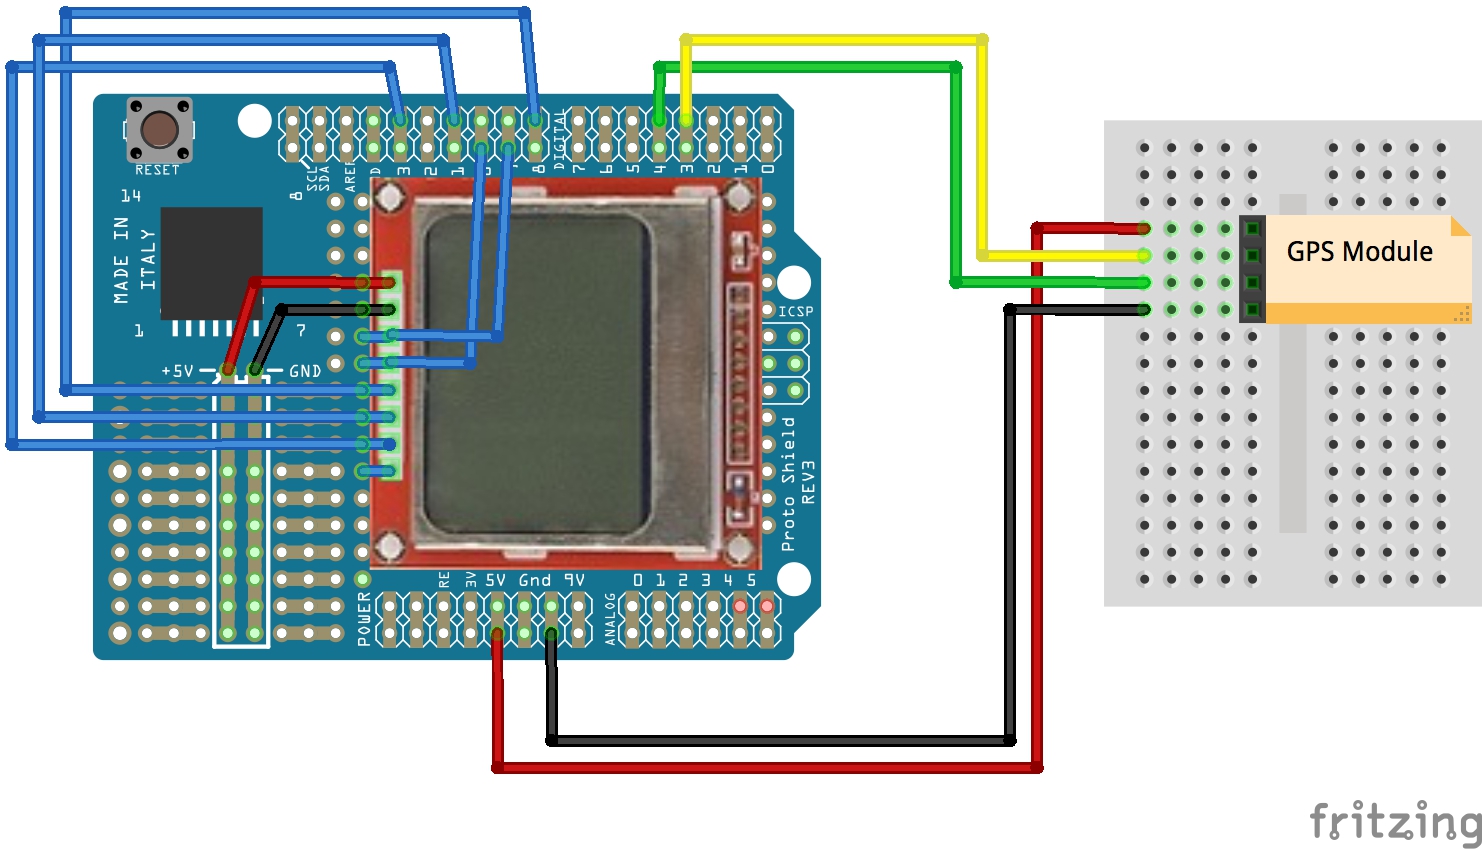 RESET
14
MADE IN
ITALY
1
7
+5V
GND
8
SCL
SDA
AREF
D
3
2
1
8
DIGITAL
7
6
5
4
3
2
1
0
ICSP
Proto Shield
REV3
POWER
RE
3V
5V
Gnd
9V
ANALOG
0
1
2
3
4
5
GPS Module
fritzing